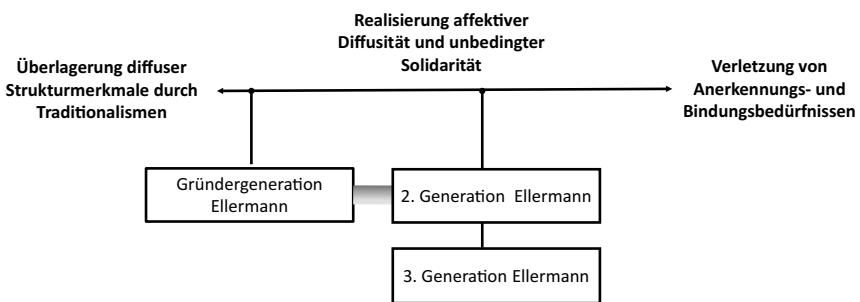 Realisierung affektiver
Diffusität und unbedingter
Solidarität
Überlagerung diffuser
Strukturmerkmale durch
Traditionalismen
Verletzung von
Anerkennungs- und
Bindungsbedürfnissen
Gründergeneration
Ellermann
2. Generation Ellermann
3. Generation Ellermann